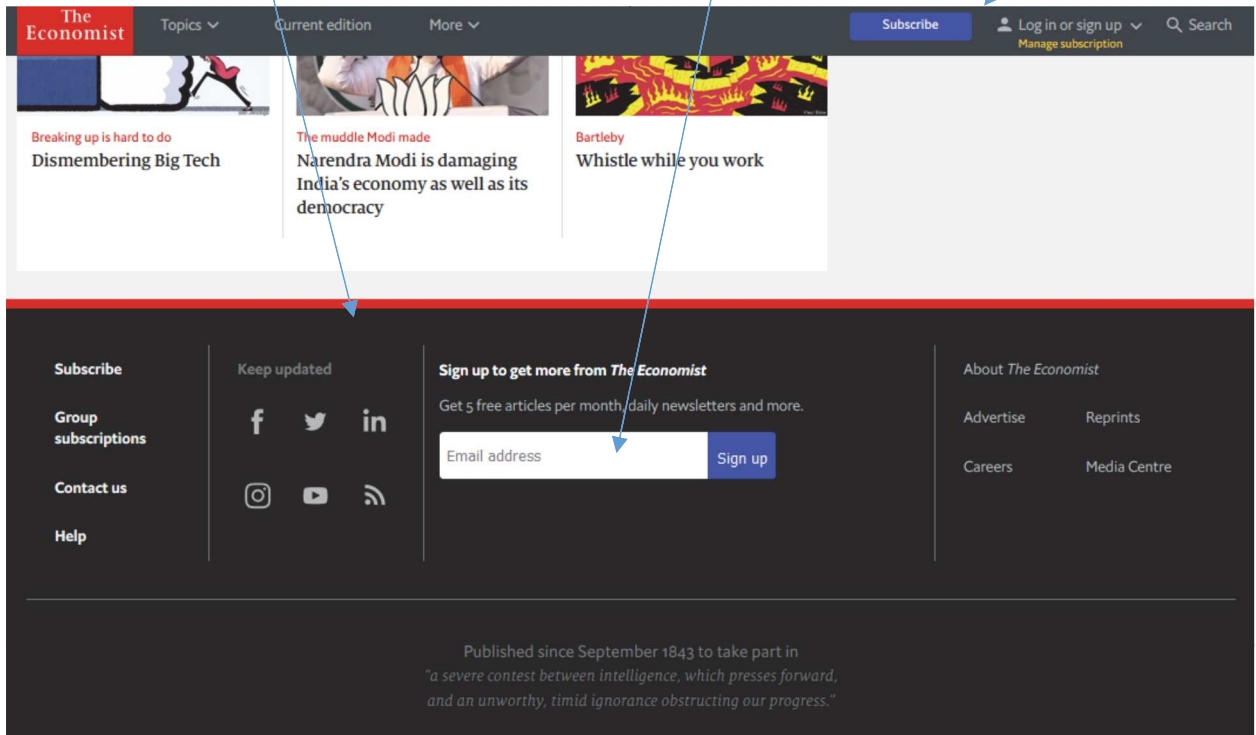 The
Economist
Topics
Current edition
More
Subscribe
Log in or sign up
Search
Manage subscription
Breaking up is hard to do
Dismembering Big Tech
The muddle Modi made
Narendra Modi is damaging
India's economy as well as its
democracy
Bartleby
Whistle while you work
Subscribe
Group
subscriptions
Contact us
Help
Keep updated
f
in
Sign up to get more from The Economist
Get 5 free articles per month, daily newsletters and more.
Email address
Sign up
About The Economist
Advertise
Reprints
Careers
Media Centre
Published since September 1843 to take part in
"a severe contest between intelligence, which presses forward,
and an unworthy, timid ignorance obstructing our progress."